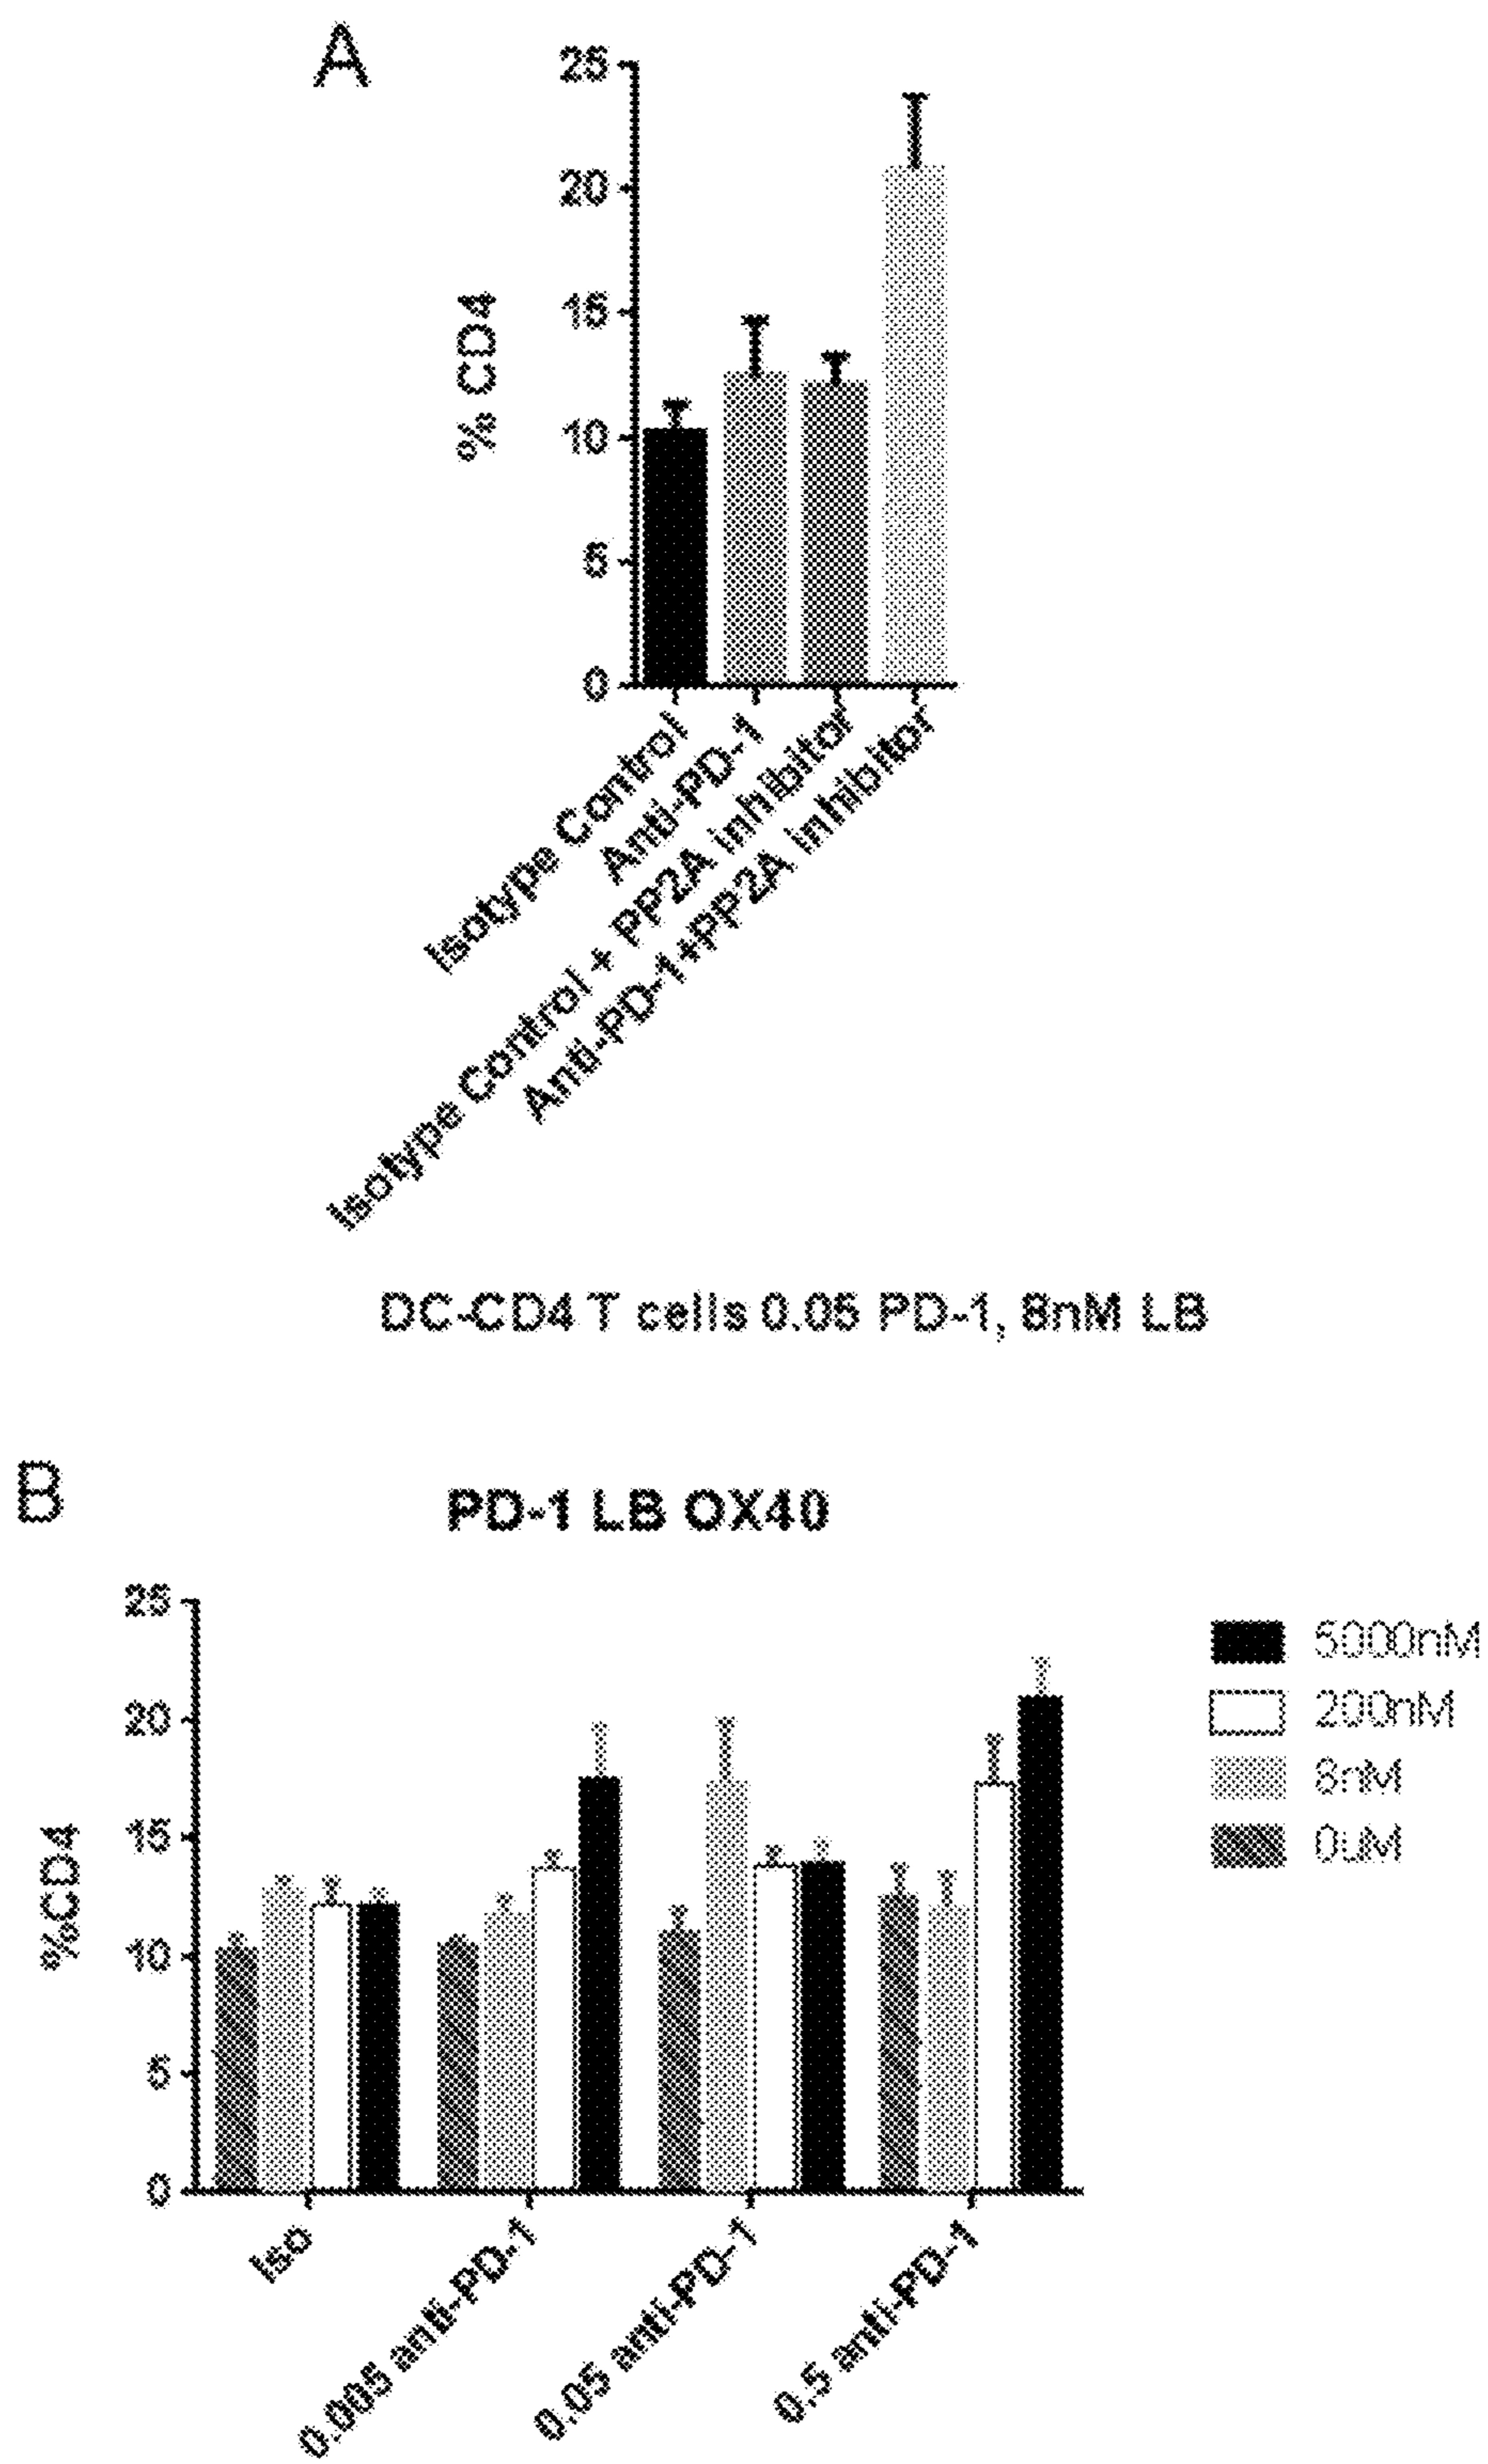 A
25
20
15
10
5
0
% CD4
Isotype Control
Anti-PD-1
Isotype Control + PP2A inhibitor
Anti-PD-1+PP2A inhibitor
DC-CD4 T cells 0.05 PD-1, 8nM LB
B
PD-1 LB OX40
25
20
15
10
5
0
%CD4
5000nM
200nM
8nM
0uM
Iso
0.005 anti-PD-1
0.05 anti-PD-1
0.5 anti-PD-1